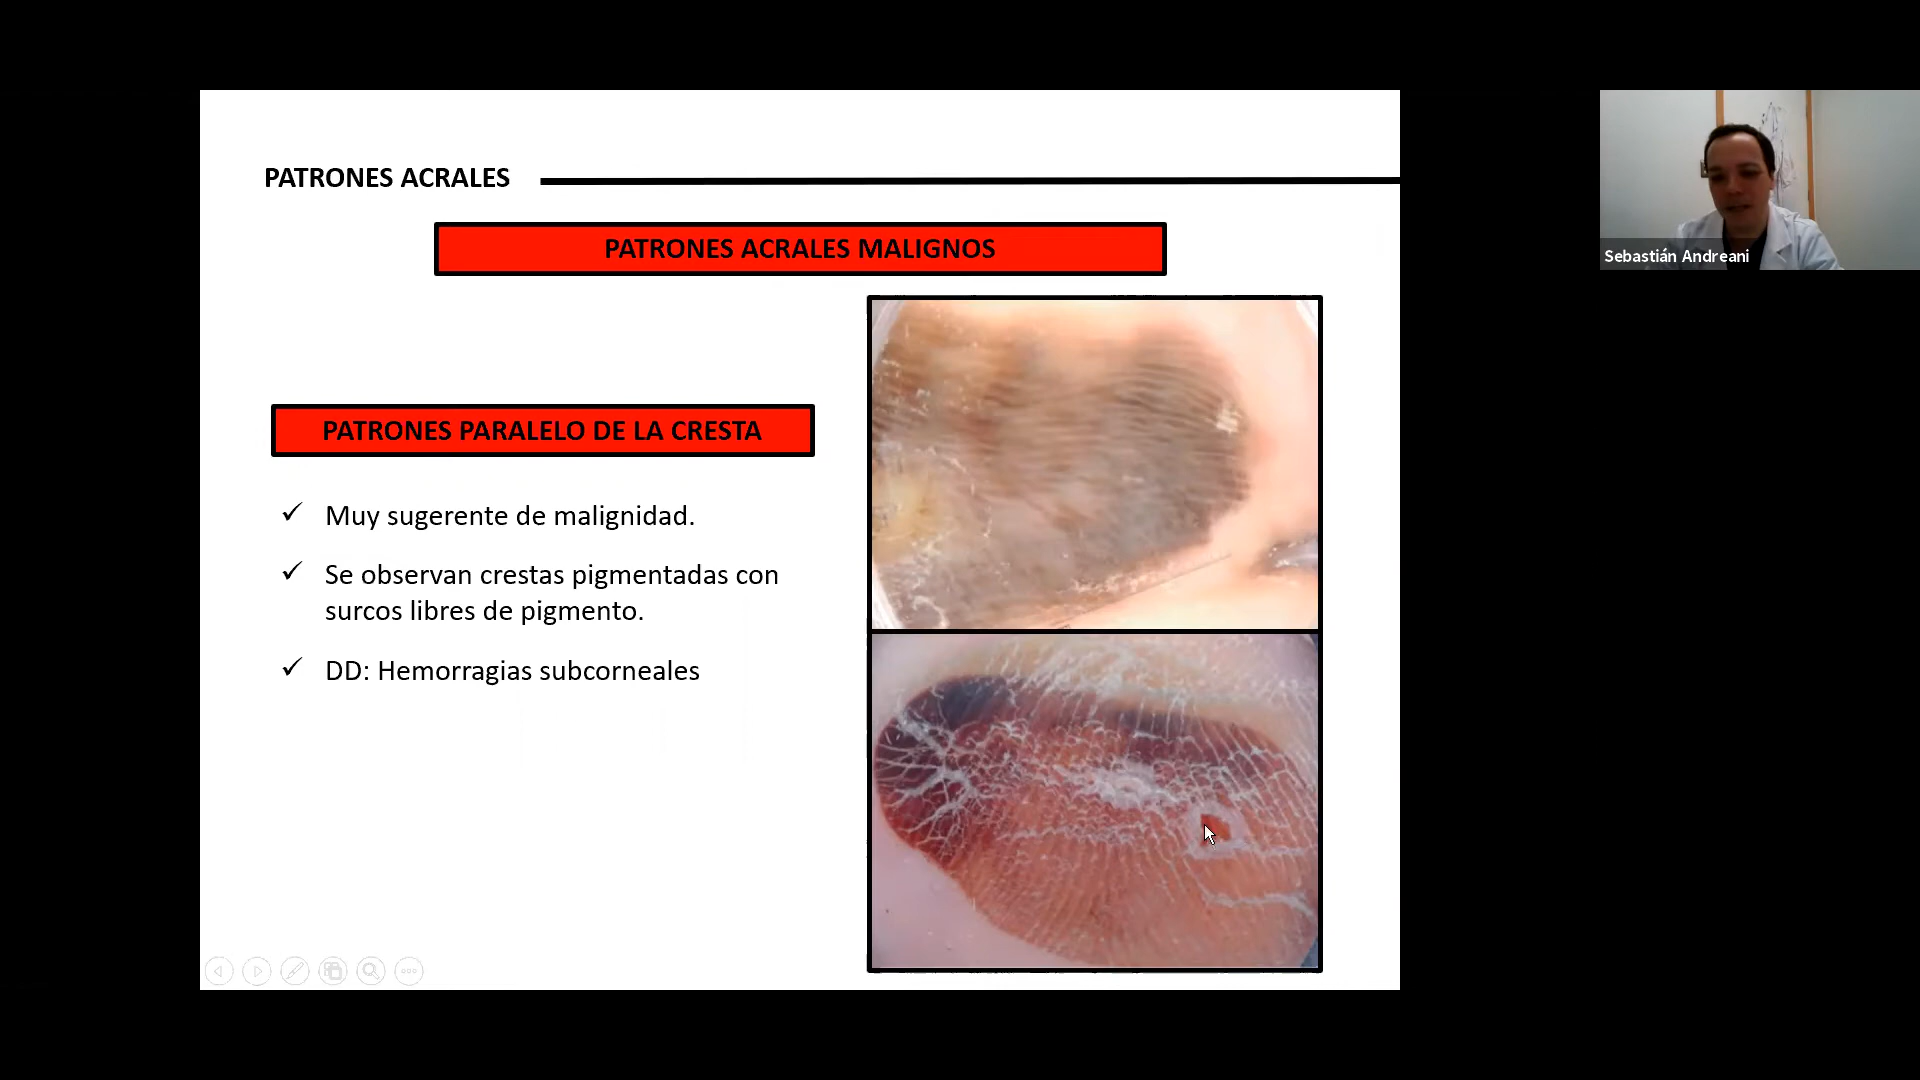 PATRONES ACRALES
PATRONES ACRALES MALIGNOS
PATRONES PARALELO DE LA CRESTA
✓ Muy sugerente de malignidad.
✓ Se observan crestas pigmentadas con
surcos libres de pigmento.
✓ DD: Hemorragias subcorneales
Sebastián Andreani